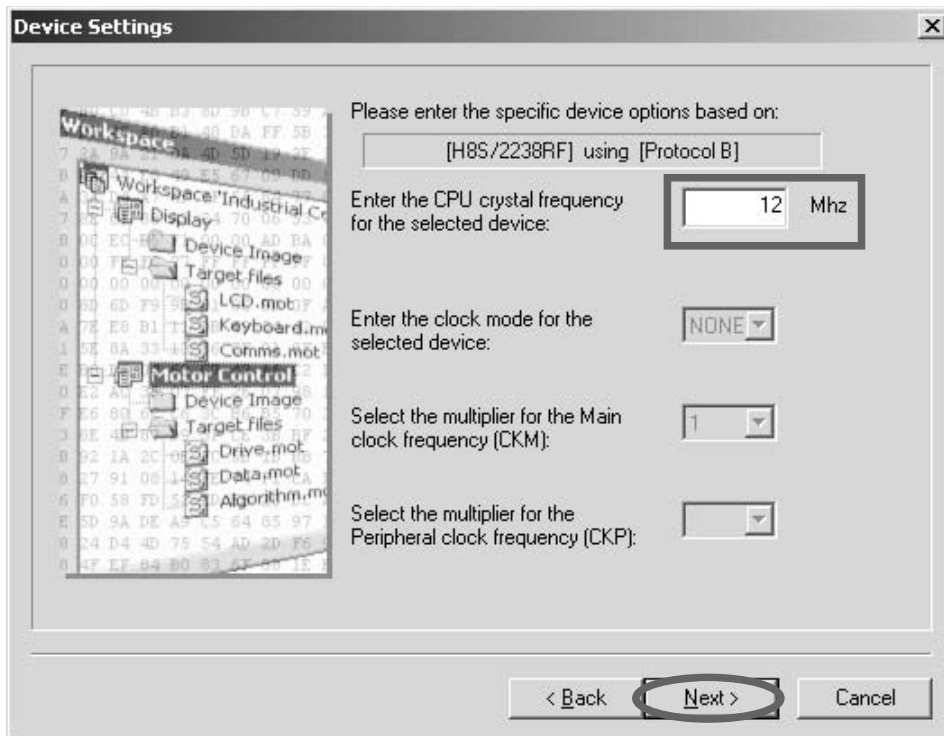 Device Settings
Please enter the specific device options based on:
[H8S/2238RF] using [Protocol B]
Enter the CPU crystal frequency
for the selected device:
12 Mhz
Enter the clock mode for the
selected device:
NONE
Select the multiplier for the Main
clock frequency (CKM):
1
Select the multiplier for the
Peripheral clock frequency (CKP):
Workspace
Workspace "Industrial Co
Display
Device Image
Target files
LCD.mot
Keyboard.m
Comms.mot
Motor Control
Device Image
Target files
Drive.mot
Data.mot
Algorithm.m
< Back
Next >
Cancel